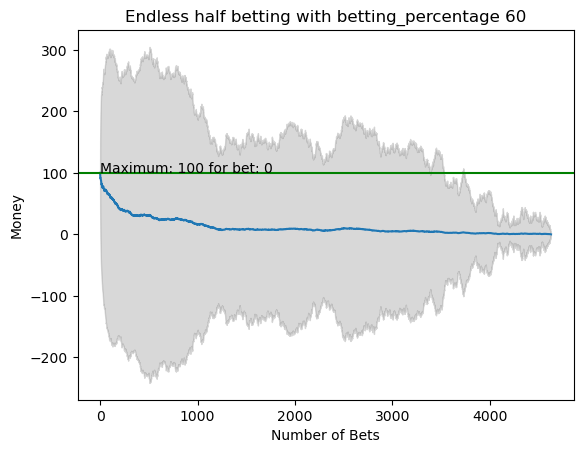 Endless half betting with betting_percentage 60
300
200
100
0
−100
−200
Maximum: 100 for bet: 0
Money
0
1000
2000
3000
4000
Number of Bets